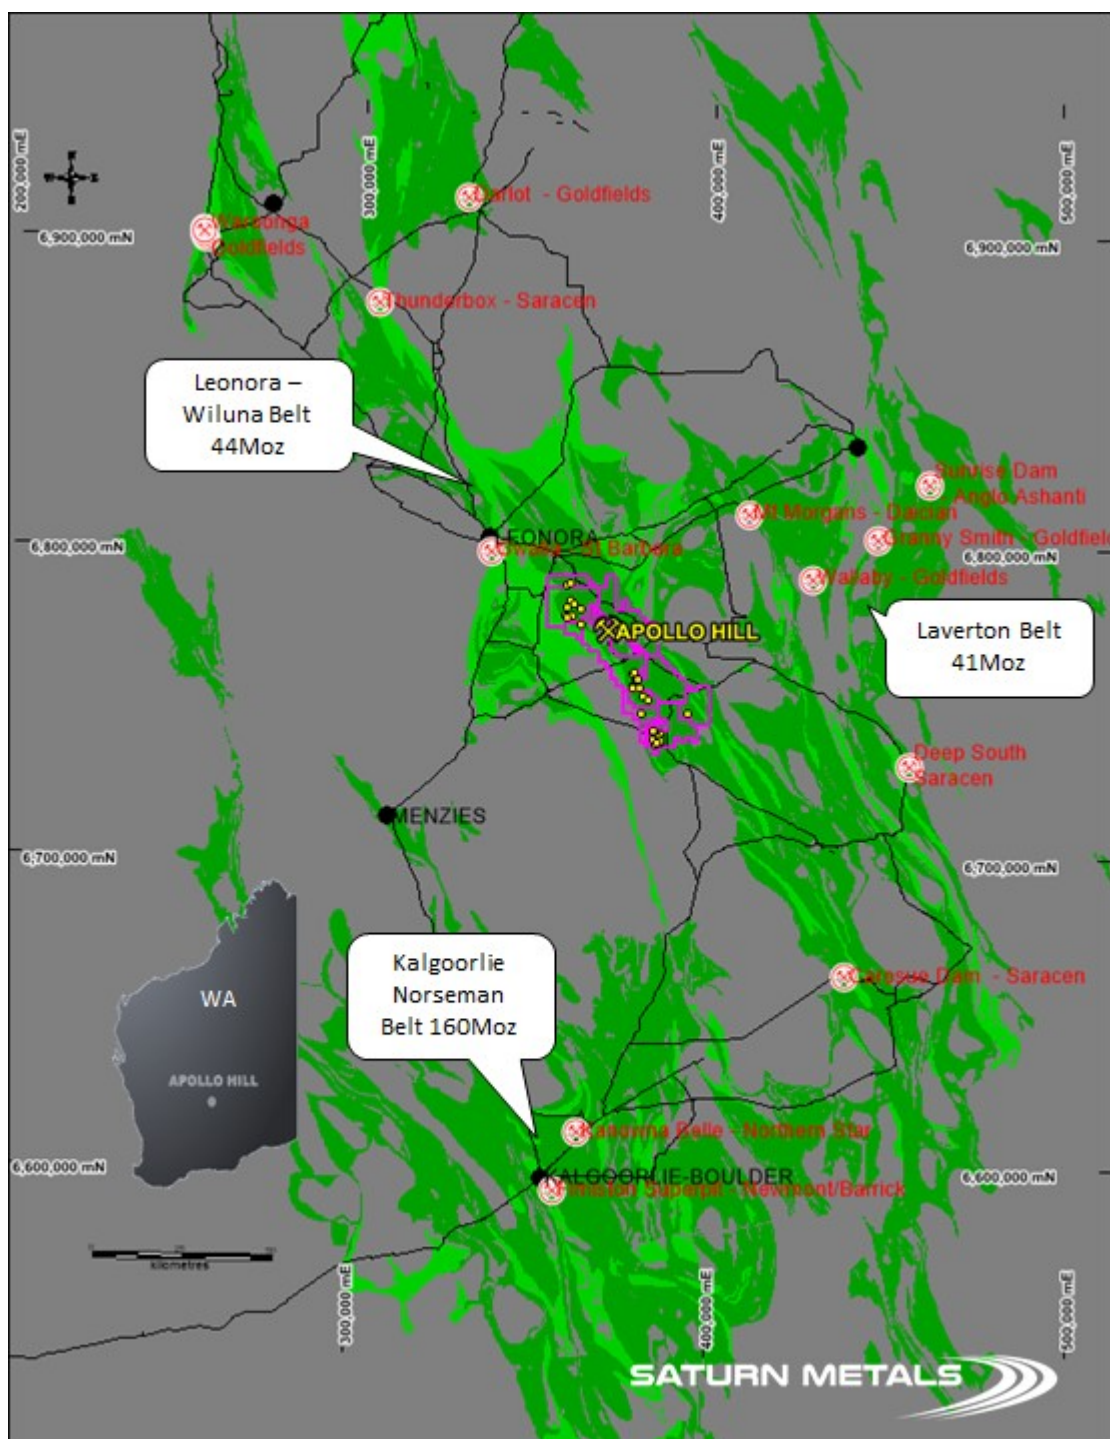 200,000 mE
300,000 mE
400,000 mE
500,000 mE
Darlot - Goldfields
Waroonga
Goldfields
6,900,000 mN
6,900,000 mN
Thunderbox - Saracen
Leonora –
Wiluna Belt
44Moz
Sunrise Dam
Anglo Ashanti
Mt Morgans - Dacian
LEONORA
Granny Smith - Goldfield
6,800,000 mN
6,800,000 mN
Gwalia - St Barbara
Wallaby - Goldfields
APOLLO HILL
Laverton Belt
41Moz
Deep South
Saracen
MENZIES
6,700,000 mN
6,700,000 mN
Kalgoorlie
Norseman
Belt 160Moz
Carosue Dam - Saracen
WA
APOLLO HILL
Kanowna Belle - Northern Star
6,600,000 mN
6,600,000 mN
KALGOORLIE-BOULDER
Fimiston Superpit - Newmont/Barrick
kilometres
300,000 mE
400,000 mE
500,000 mE
SATURN METALS